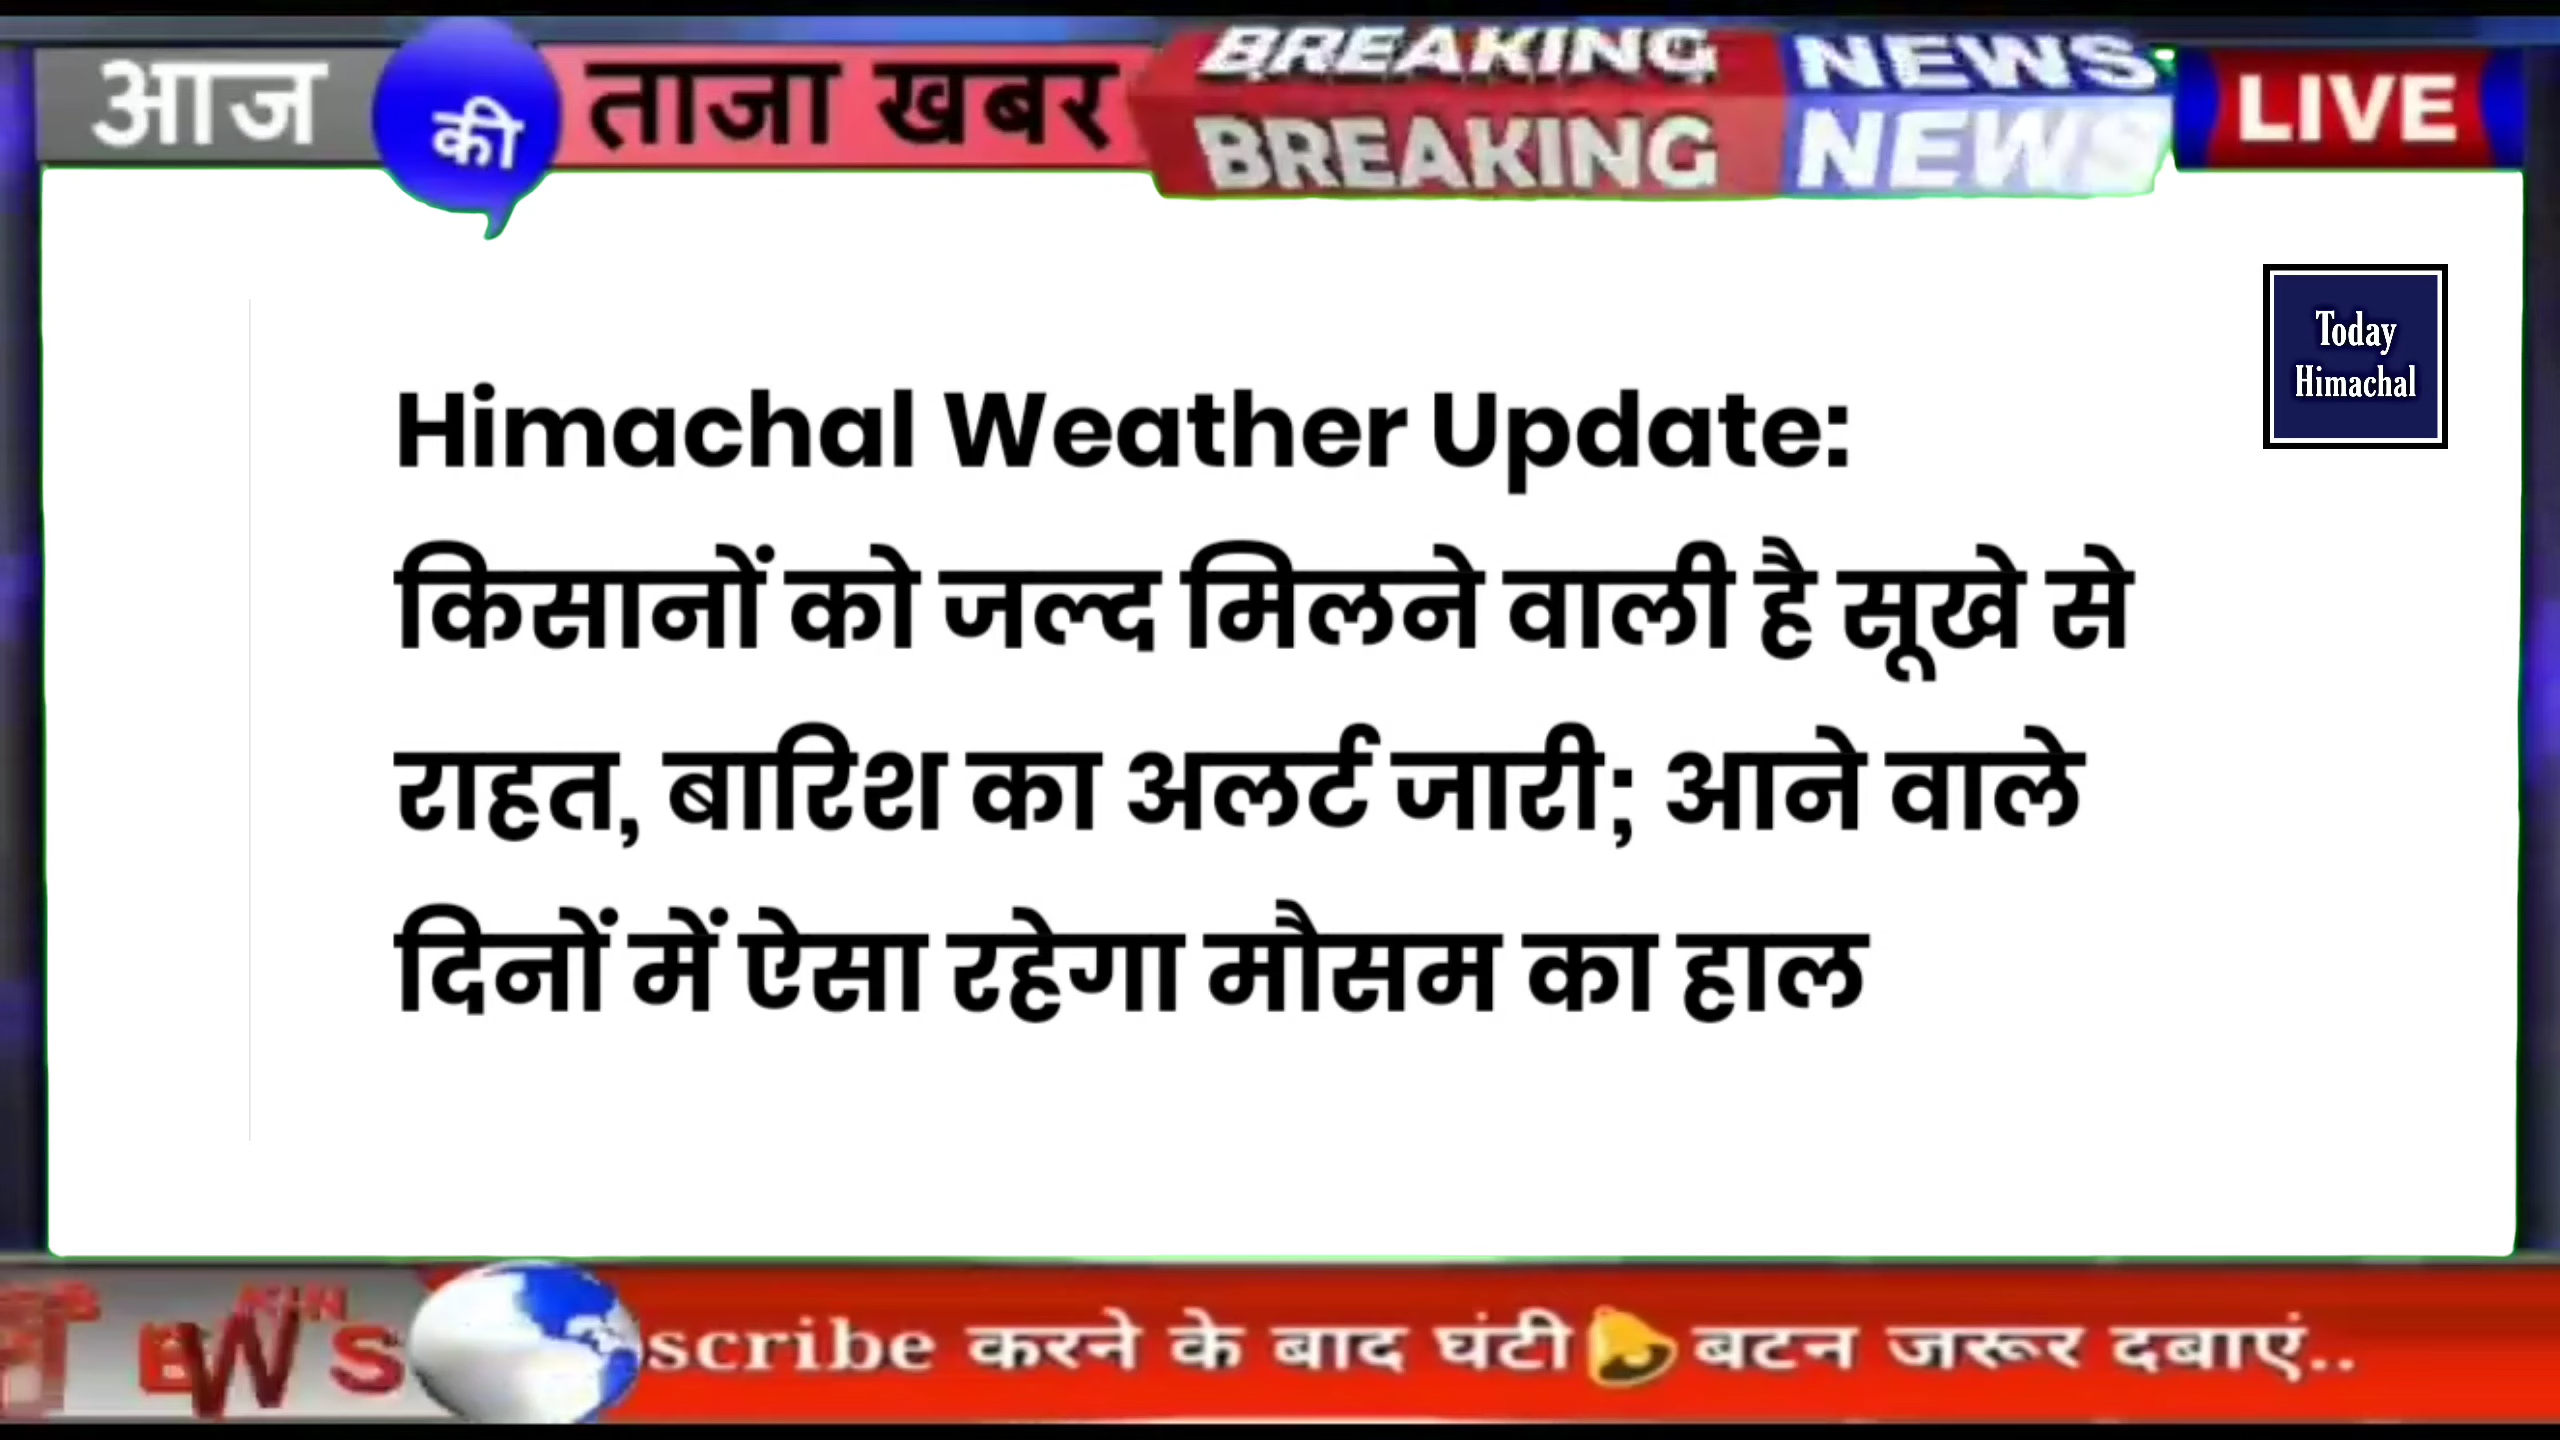 आज की ताजा खबर
BREAKING NEWS
BREAKING NEWS
LIVE
Today
Himachal
Himachal Weather Update:
किसानों को जल्द मिलने वाली है सूखे से
राहत, बारिश का अलर्ट जारी; आने वाले
दिनों में ऐसा रहेगा मौसम का हाल
scribe करने के बाद घंटी 🔔 बटन जरूर दबाएं..